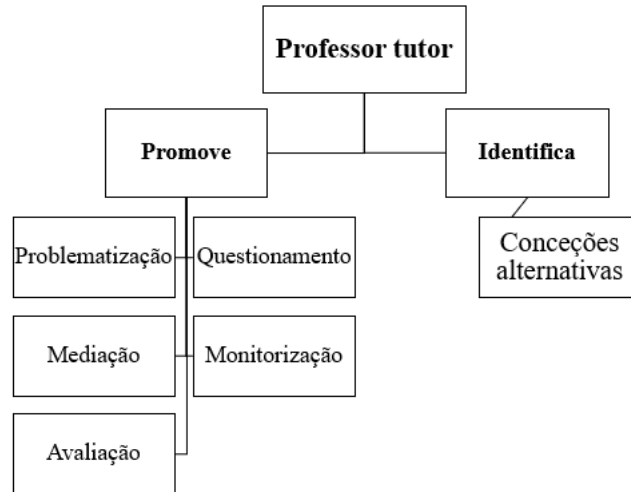 Professor tutor
Promove
Identifica
Problematização
Questionamento
Conceções
alternativas
Mediação
Monitorização
Avaliação